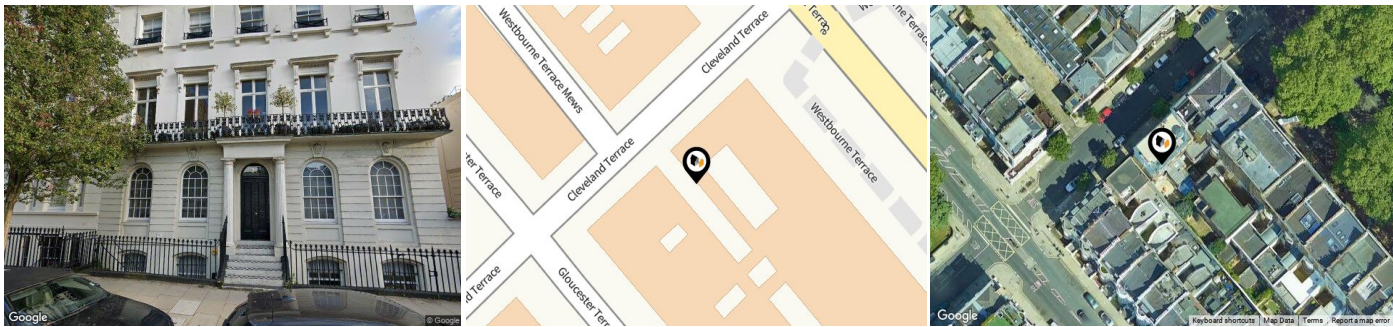 Google
© Google
Westbourne Terrace Mews
Cleveland Terrace
Cleveland Terrace
Terrace
Westbourne Terrace
Westbourne Terrace
Gloucester Terrace
Google
Keyboard shortcuts
Map Data
Terms
Report a map error